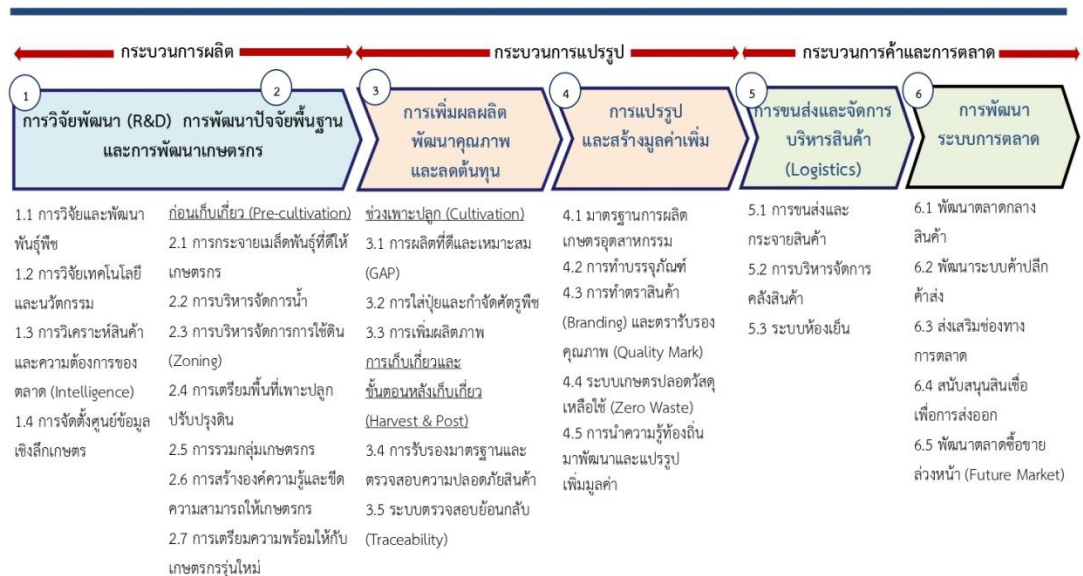 กระบวนการผลิต
กระบวนการแปรรูป
กระบวนการค้าและการตลาด
1
2
การวิจัยพัฒนา (R&D) การพัฒนาปัจจัยพื้นฐาน
และการพัฒนาเกษตรกร
3
การเพิ่มผลผลิต
พัฒนาคุณภาพ
และลดต้นทุน
4
การแปรรูป
และสร้างมูลค่าเพิ่ม
5
การขนส่งและจัดการ
บริหารสินค้า
(Logistics)
6
การพัฒนา
ระบบการตลาด
1.1 การวิจัยและพัฒนา
พันธุ์พืช
1.2 การวิจัยเทคโนโลยี
และนวัตกรรม
1.3 การวิเคราะห์สินค้า
และความต้องการของ
ตลาด (Intelligence)
1.4 การจัดตั้งศูนย์ข้อมูล
เชิงลึกเกษตร
ก่อนเก็บเกี่ยว (Pre-cultivation)
2.1 การกระจายเมล็ดพันธุ์ที่ดีให้
เกษตรกร
2.2 การบริหารจัดการน้ำ
2.3 การบริหารจัดการการใช้ดิน
(Zoning)
2.4 การเตรียมพื้นที่เพาะปลูก
ปรับปรุงดิน
2.5 การรวมกลุ่มเกษตรกร
2.6 การสร้างองค์ความรู้และขีด
ความสามารถให้เกษตรกร
2.7 การเตรียมความพร้อมให้กับ
เกษตรกรรุ่นใหม่
ช่วงเพาะปลูก (Cultivation)
3.1 การผลิตที่ดีและเหมาะสม
(GAP)
3.2 การใส่ปุ๋ยและกำจัดศัตรูพืช
3.3 การเพิ่มผลิตภาพ
การเก็บเกี่ยวและ
ขั้นตอนหลังเก็บเกี่ยว
(Harvest & Post)
3.4 การรับรองมาตรฐานและ
ตรวจสอบความปลอดภัยสินค้า
3.5 ระบบตรวจสอบย้อนกลับ
(Traceability)
4.1 มาตรฐานการผลิต
เกษตรอุตสาหกรรม
4.2 การทำบรรจุภัณฑ์
4.3 การทำตราสินค้า
(Branding) และตรารับรอง
คุณภาพ (Quality Mark)
4.4 ระบบเกษตรปลอดวัสดุ
เหลือใช้ (Zero Waste)
4.5 การนำความรู้ท้องถิ่น
มาพัฒนาและแปรรูป
เพิ่มมูลค่า
5.1 การขนส่งและ
กระจายสินค้า
5.2 การบริหารจัดการ
คลังสินค้า
5.3 ระบบห้องเย็น
6.1 พัฒนาตลาดกลาง
สินค้า
6.2 พัฒนาระบบค้าปลีก
ค้าส่ง
6.3 ส่งเสริมช่องทาง
การตลาด
6.4 สนับสนุนสินเชื่อ
เพื่อการส่งออก
6.5 พัฒนาตลาดซื้อขาย
ล่วงหน้า (Future Market)